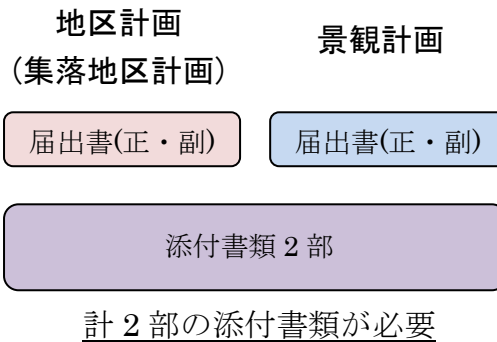 地区計画
(集落地区計画)
景観計画
届出書(正・副)
届出書(正・副)
添付書類 2 部
計 2 部の添付書類が必要